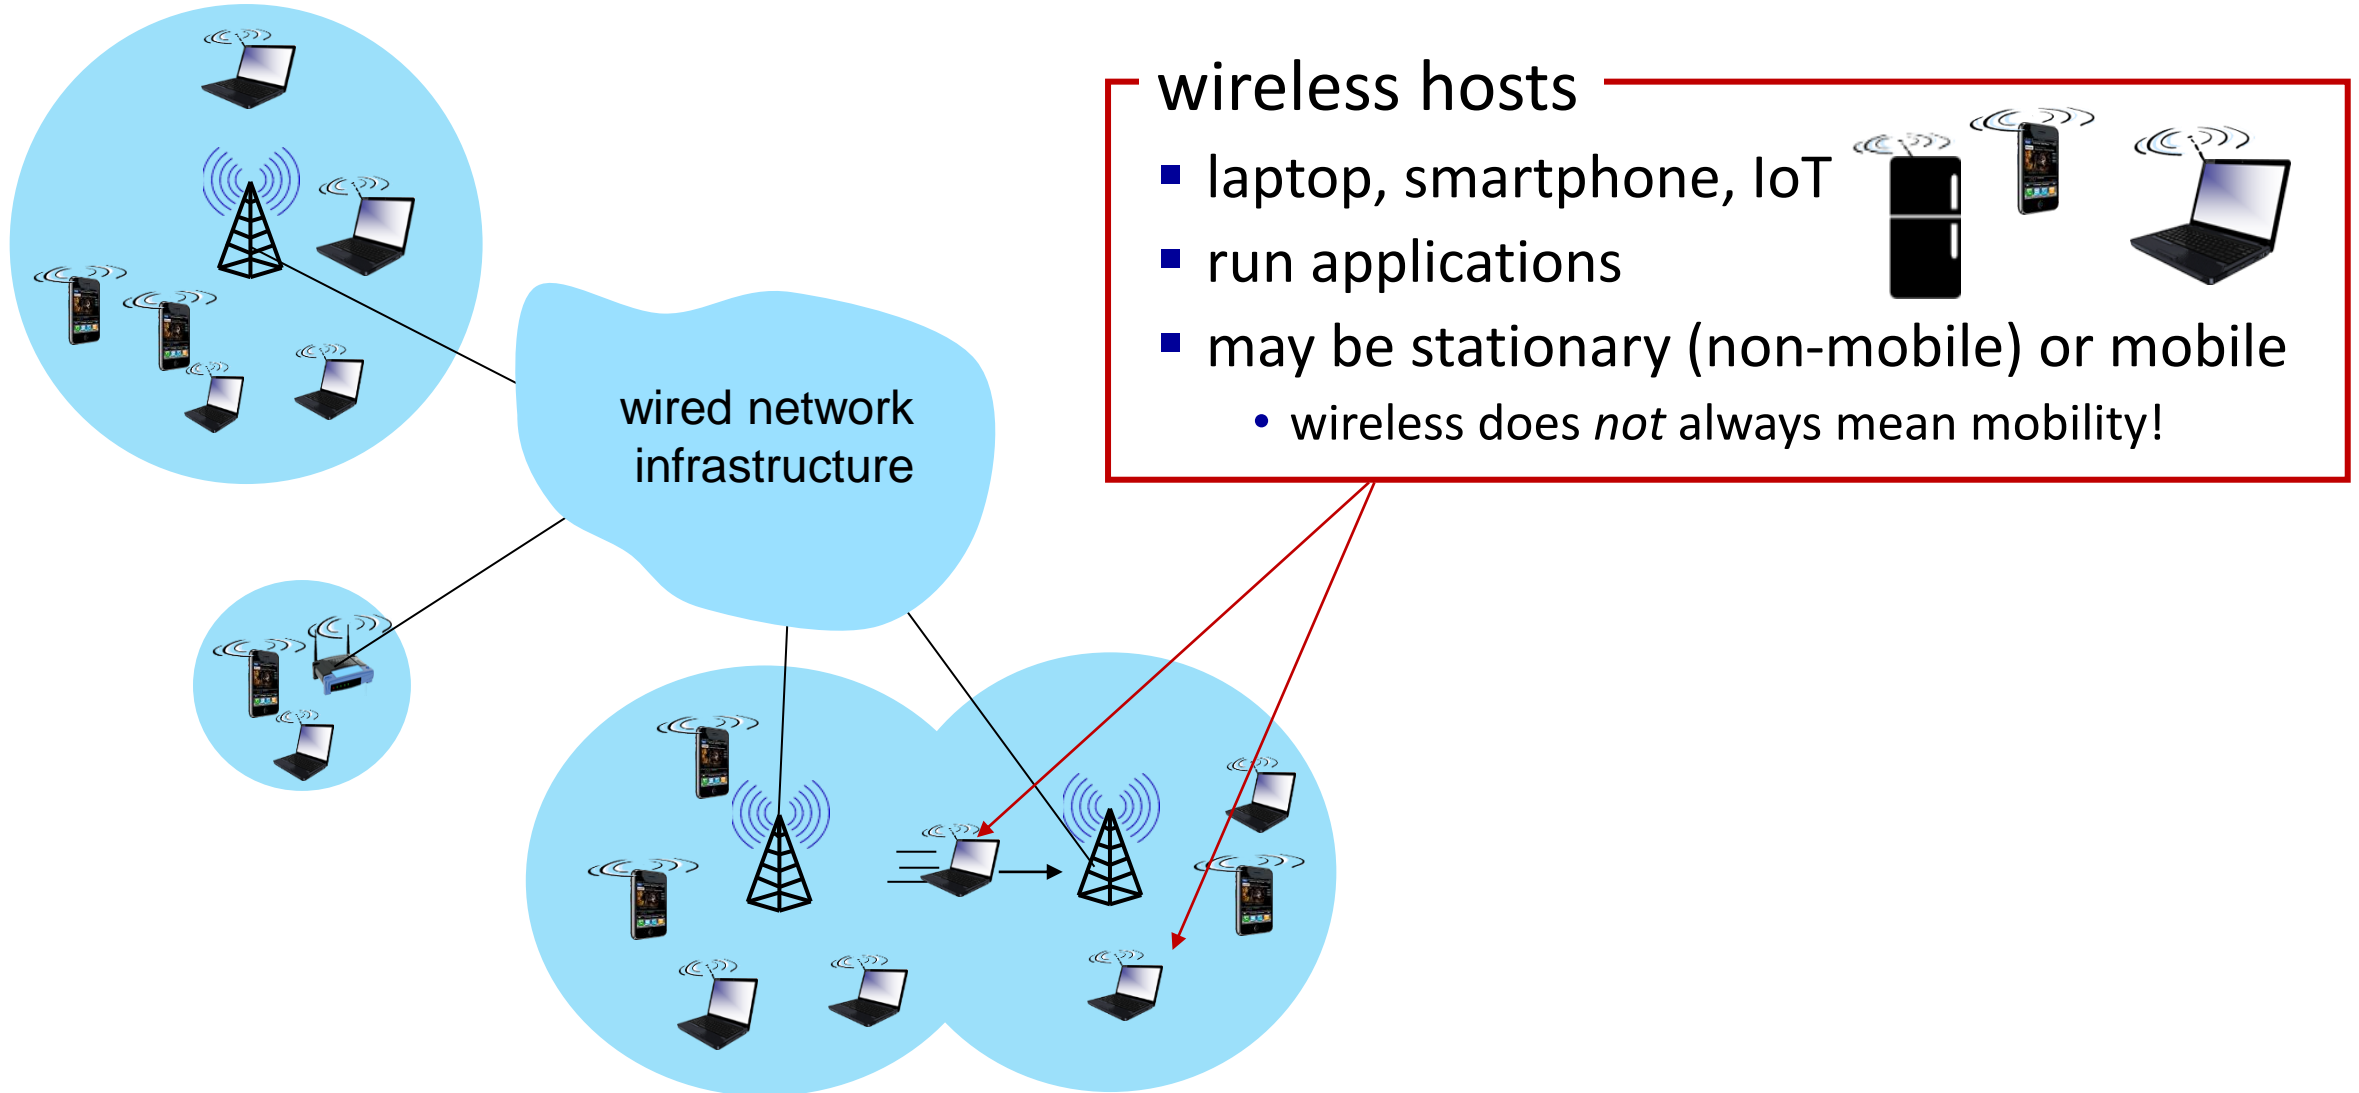 wireless hosts
laptop, smartphone, IoT
run applications
may be stationary (non-mobile) or mobile
wireless does not always mean mobility!
wired network
infrastructure